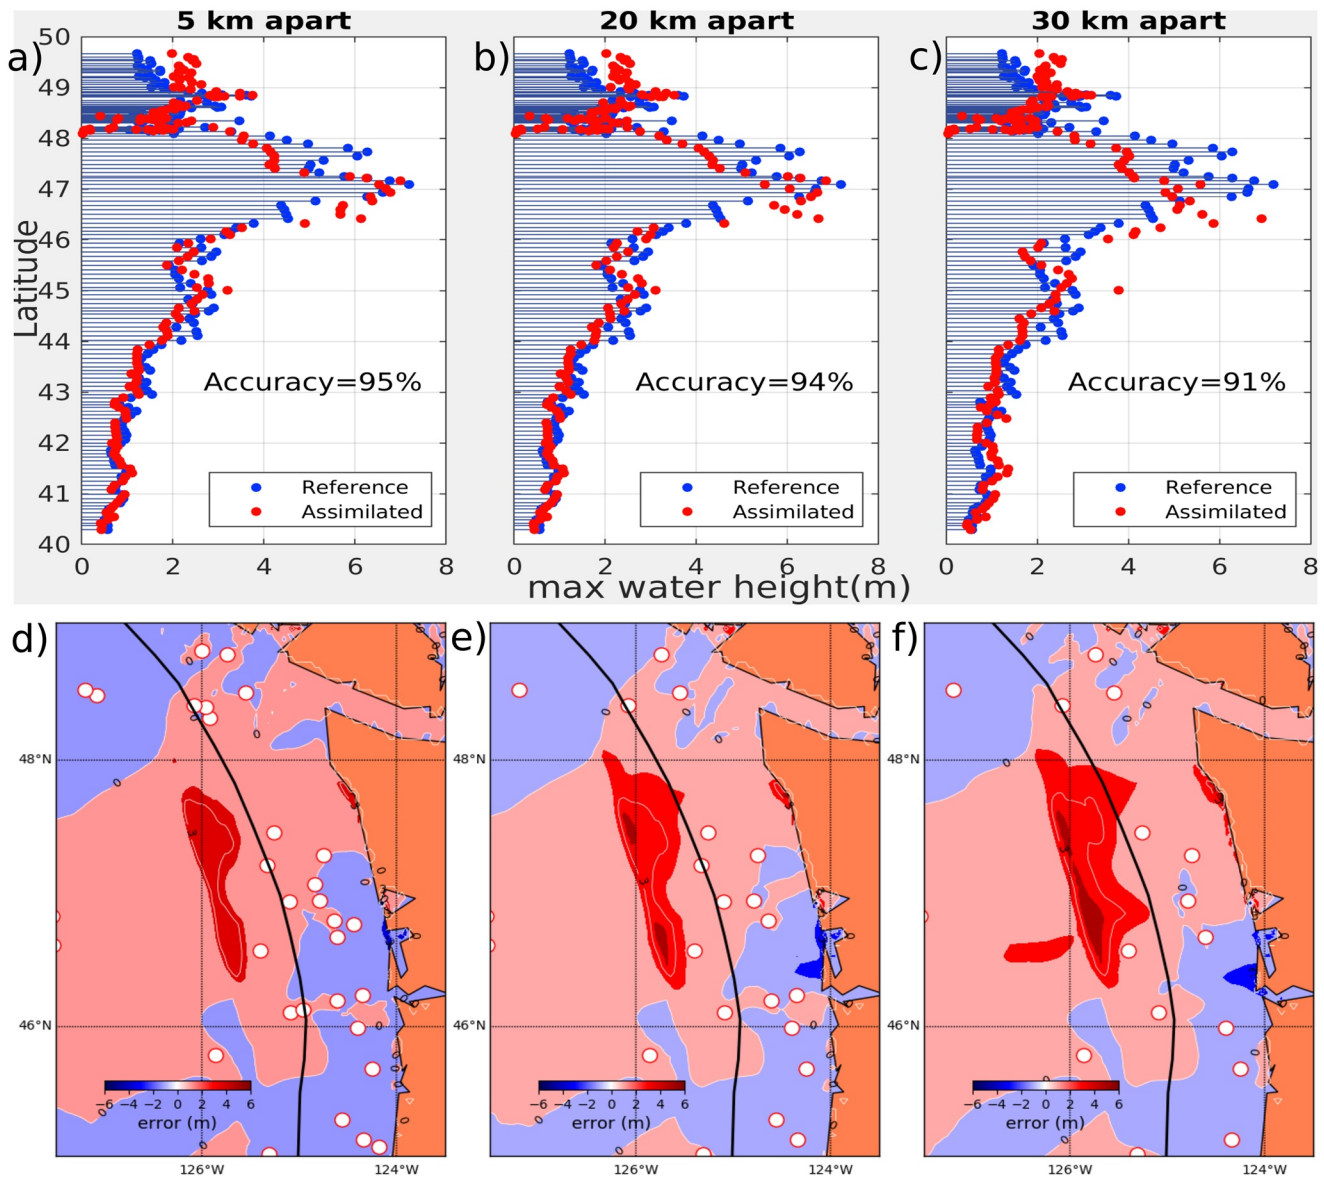 5 km apart 20 km apart 30 km apart
a) b) c)
50
49
48
47
46
45
44
43
42
41
40
Latitude
Accuracy=95% Accuracy=94% Accuracy=91%
Reference Reference Reference
Assimilated Assimilated Assimilated
0 2 4 6 8 0 2 4 6 8 0 2 4 6 8
max water height(m)
d) e) f)
48°N 48°N 48°N
46°N 46°N 46°N
−6 −4 −2 0 2 4 6 −6 −4 −2 0 2 4 6 −6 −4 −2 0 2 4 6
error (m) error (m) error (m)
126°W 124°W 126°W 124°W 126°W 124°W